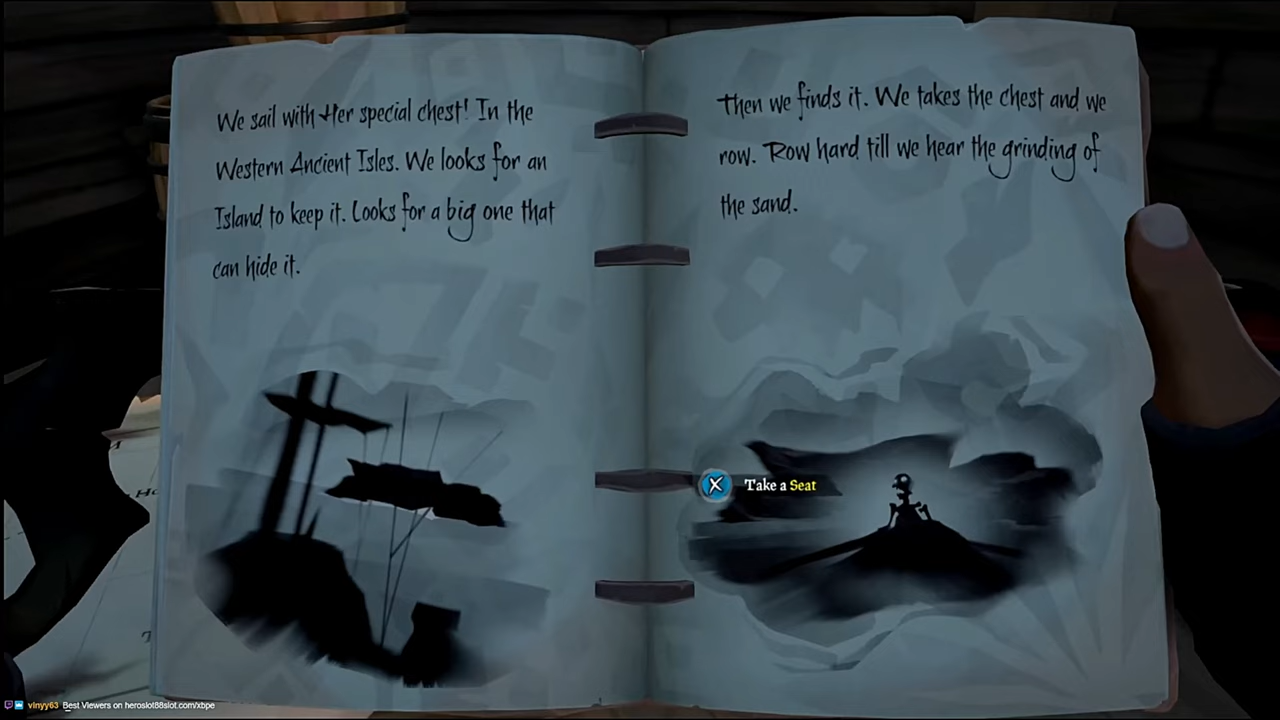 We sail with Her special chest! In the
Western Ancient Isles. We looks for an
Island to keep it. Looks for a big one that
can hide it.
Then we finds it. We takes the chest and we
row. Row hard till we hear the grinding of
the sand.
X Take a Seat
vinyy63 Best Viewers on heroslot88slot.com/xbpe